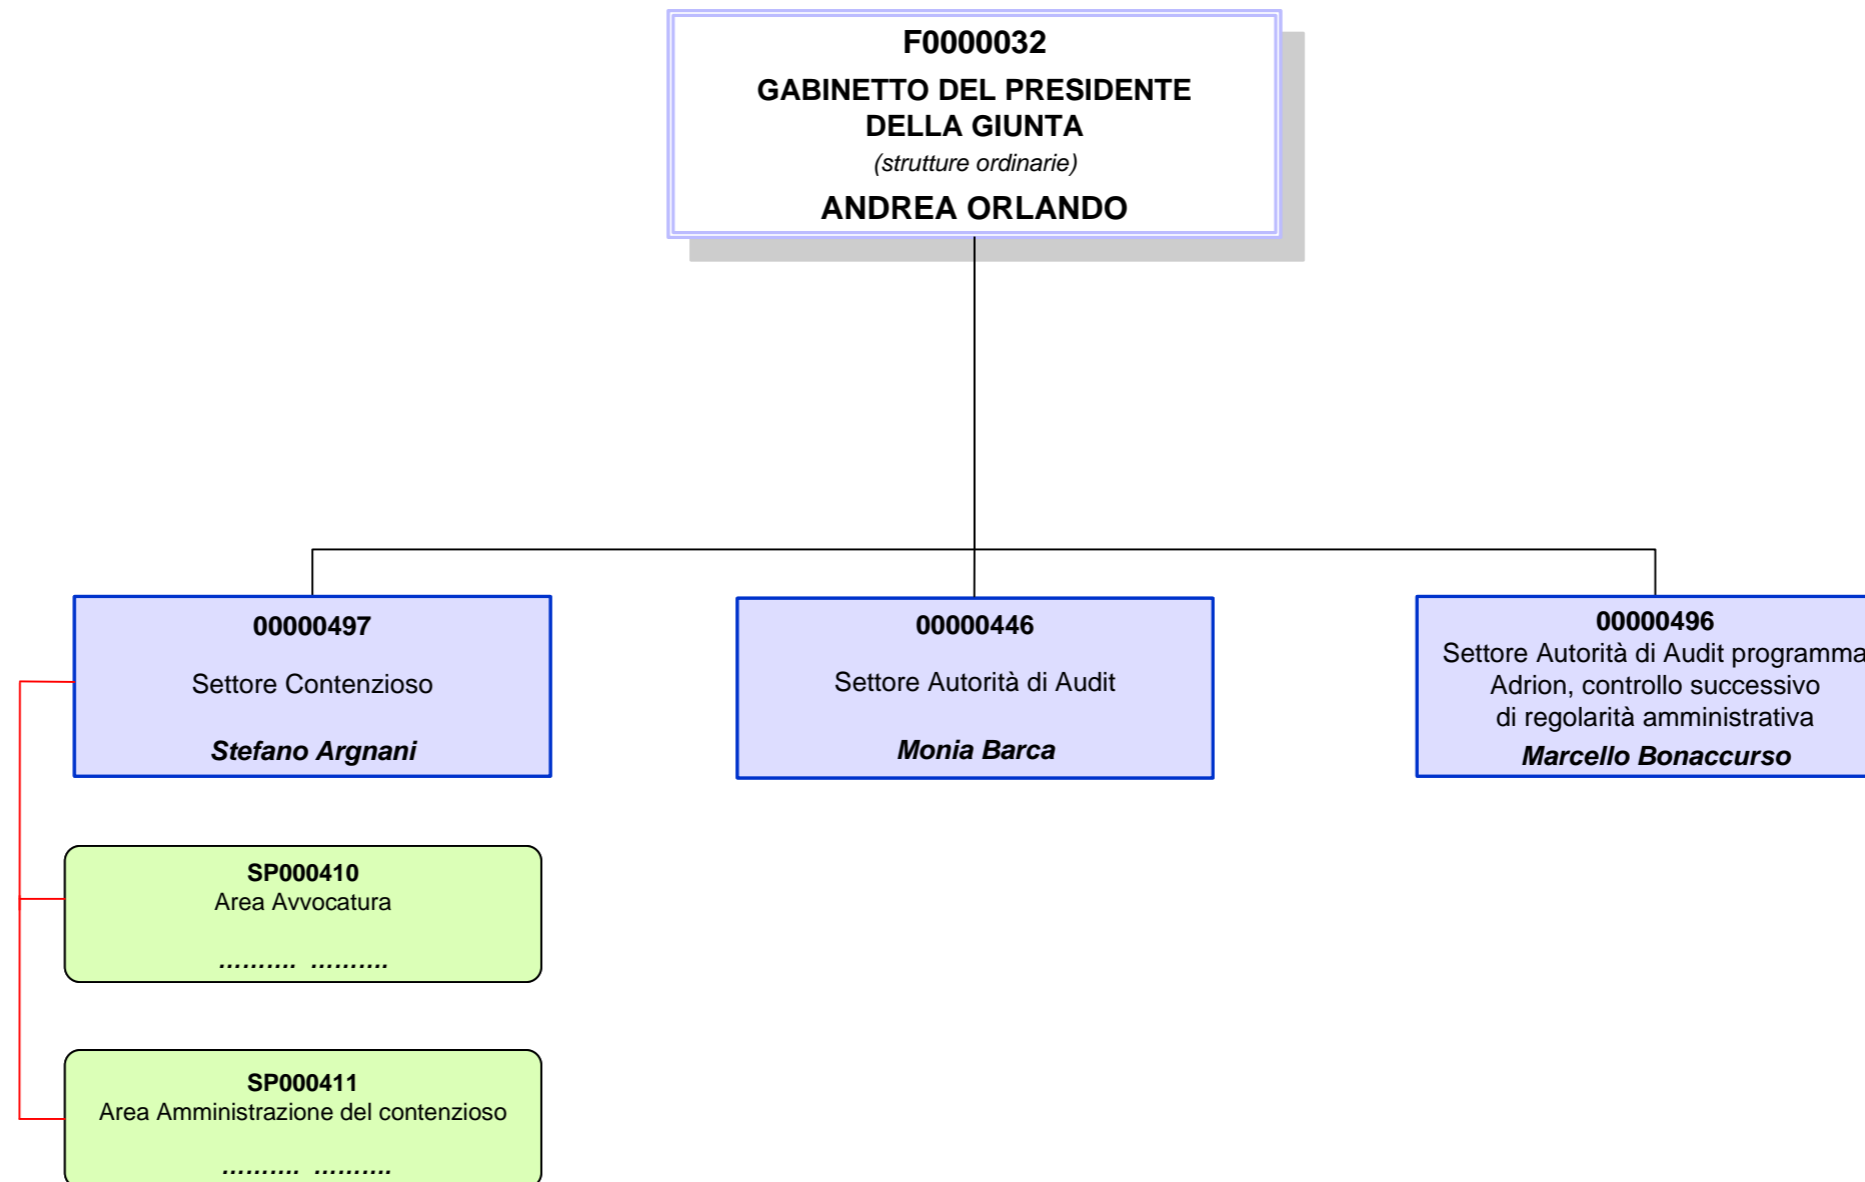 F0000032
GABINETTO DEL PRESIDENTE
DELLA GIUNTA
(strutture ordinarie)
ANDREA ORLANDO
00000497
Settore Contenzioso
Stefano Argnani
00000446
Settore Autorità di Audit
Monia Barca
00000496
Settore Autorità di Audit programma
Adrion, controllo successivo
di regolarità amministrativa
Marcello Bonaccurso
SP000410
Area Avvocatura
.......... ..........
SP000411
Area Amministrazione del contenzioso
.......... ..........